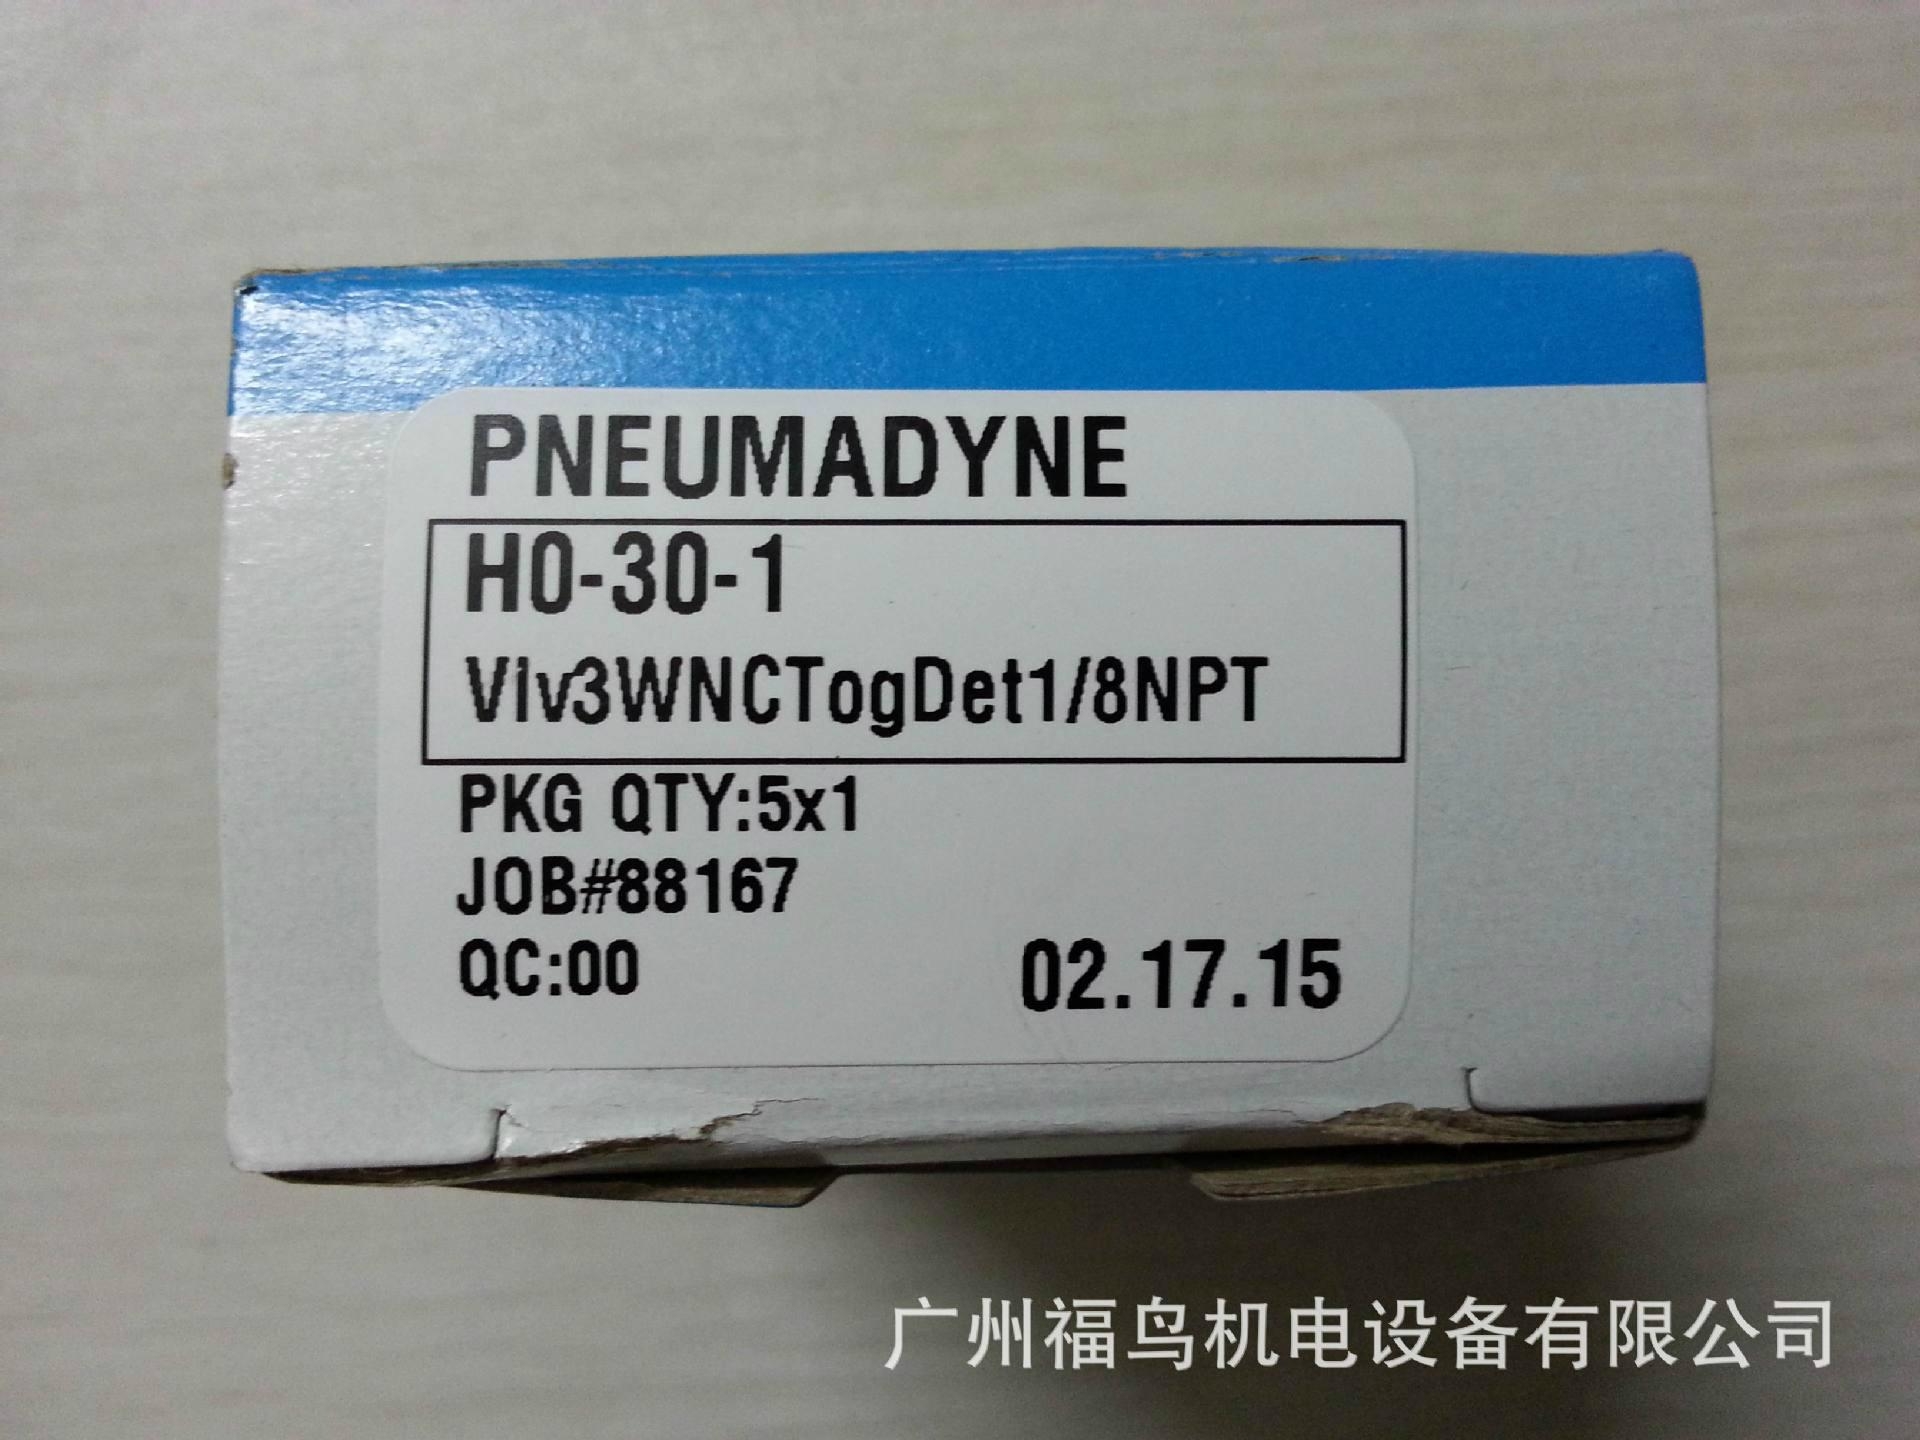 PNEUMADYNE
H0-30-1
Vlv3WNCTogDet1/8NPT
PKG QTY:5x1
JOB#88167
QC:00
02.17.15
广州福鸟机电设备有限公司